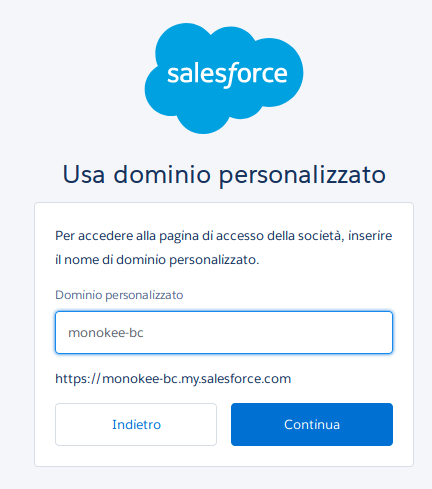 salesforce
Usa dominio personalizzato
Per accedere alla pagina di accesso della società, inserire
il nome di dominio personalizzato.
Dominio personalizzato
monokee-bc
https://monokee-bc.my.salesforce.com
Indietro
Continua